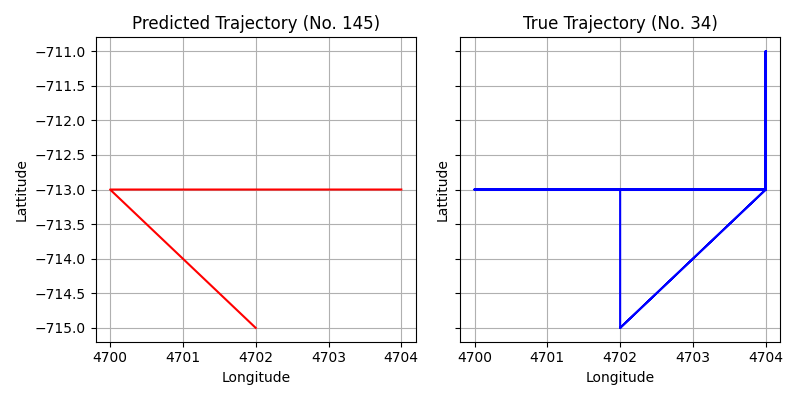 Predicted Trajectory (No. 145)
True Trajectory (No. 34)
−711.0
−711.5
−712.0
−712.5
−713.0
−713.5
−714.0
−714.5
−715.0
Lattitude
Lattitude
4700 4701 4702 4703 4704
4700 4701 4702 4703 4704
Longitude
Longitude